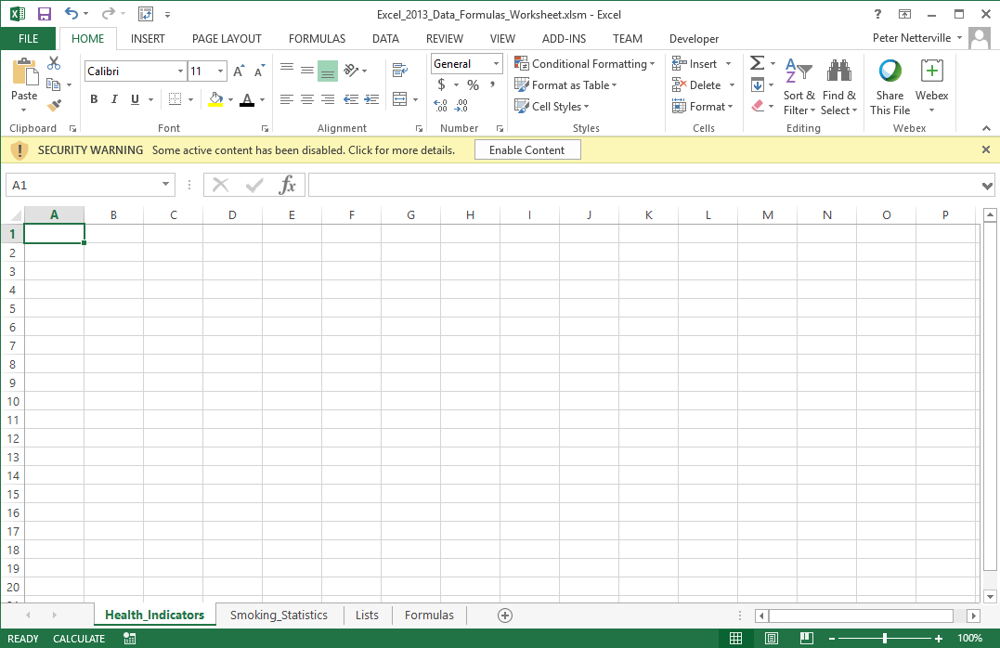 Excel_2013_Data_Formulas_Worksheet.xlsm - Excel
FILE HOME INSERT PAGE LAYOUT FORMULAS DATA REVIEW VIEW ADD-INS TEAM Developer Peter Netterville
Calibri 11 General Conditional Formatting Insert
Format as Table Delete
Paste Cell Styles Format
Sort & Filter Find & Select Share This File Webex
B I U A $ % ,
Clipboard Font Alignment Number Styles Cells Editing Webex
SECURITY WARNING Some active content has been disabled. Click for more details. Enable Content
A1 fx
A B C D E F G H I J K L M N O P
1
2
3
4
5
6
7
8
9
10
11
12
13
14
15
16
17
18
19
20
Health_Indicators Smoking_Statistics Lists Formulas
READY CALCULATE 100%